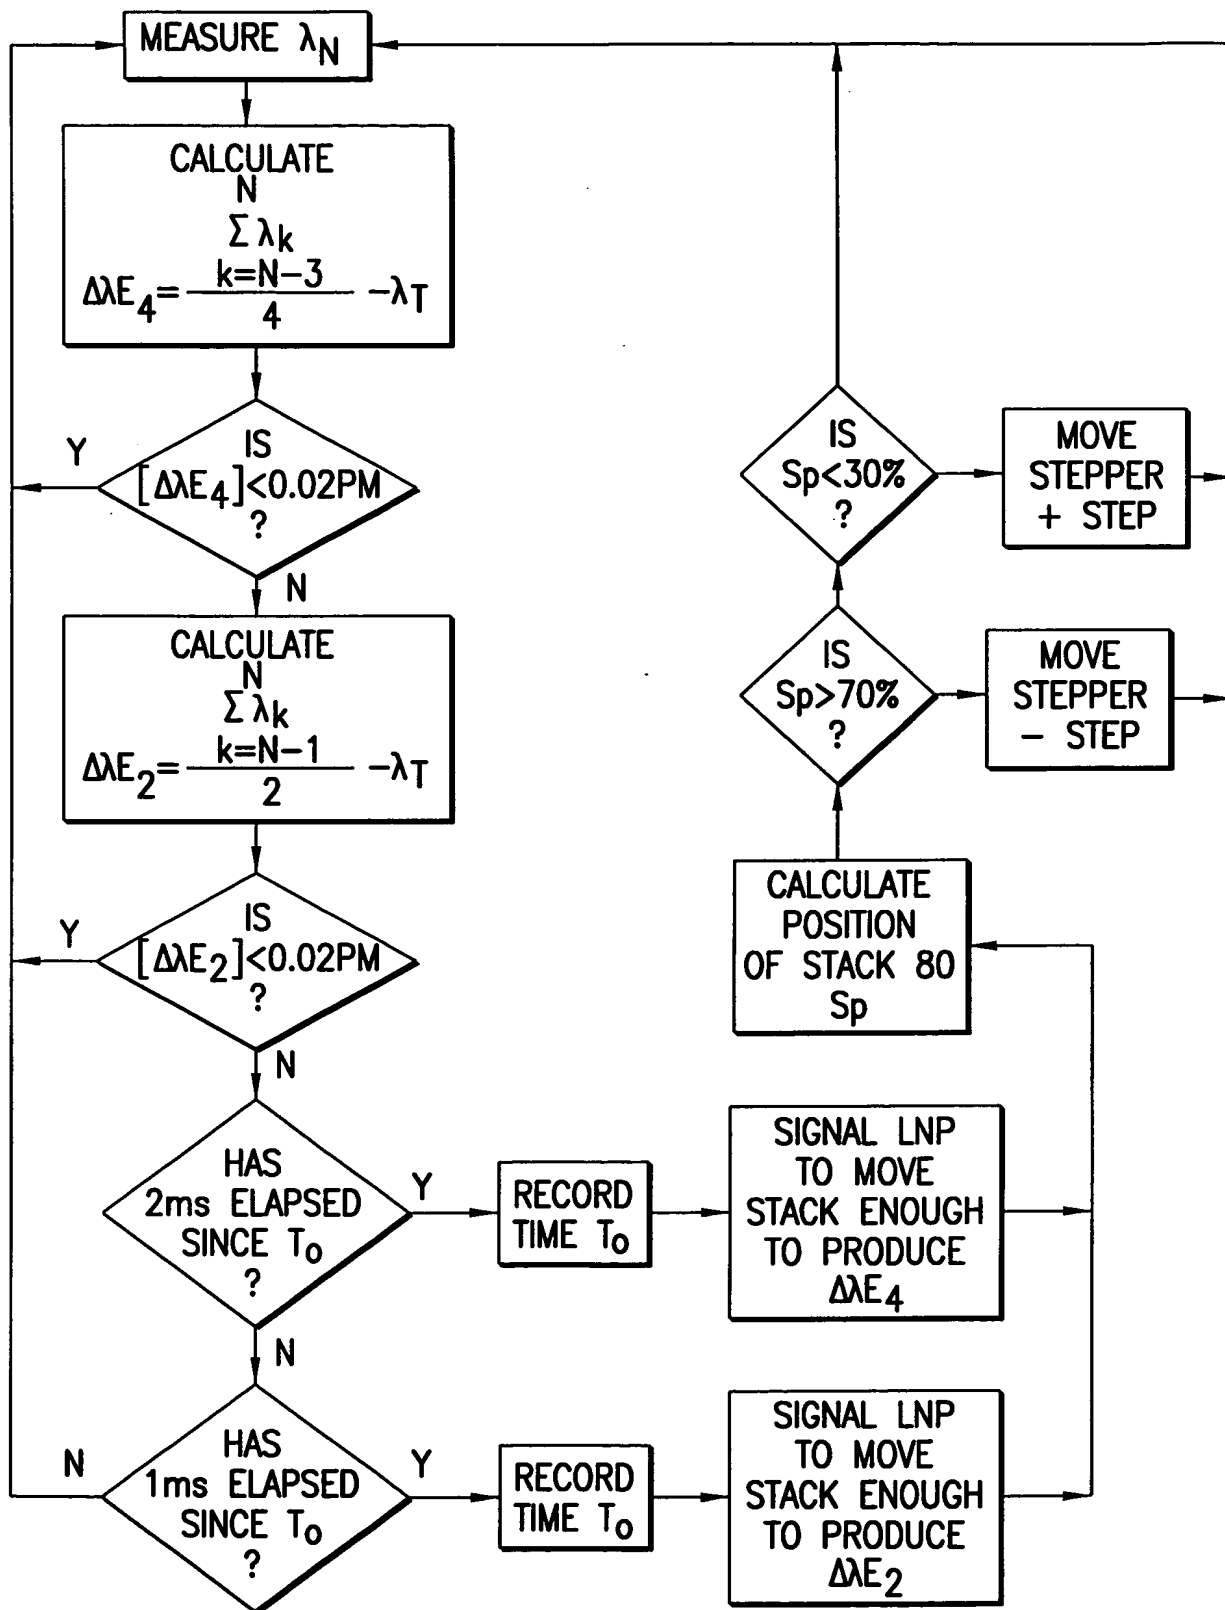 MEASURE λN
CALCULATE
N
Σ λk
k=N-3
ΔλE4= 4 -λT
Y
IS
[ΔλE4]<0.02PM
?
N
CALCULATE
N
Σ λk
k=N-1
ΔλE2= 2 -λT
Y
IS
[ΔλE2]<0.02PM
?
N
HAS
2ms ELAPSED
SINCE To
?
Y
N
RECORD
TIME To
SIGNAL LNP
TO MOVE
STACK ENOUGH
TO PRODUCE
ΔλE4
N
HAS
1ms ELAPSED
SINCE To
?
Y
RECORD
TIME To
SIGNAL LNP
TO MOVE
STACK ENOUGH
TO PRODUCE
ΔλE2
CALCULATE
POSITION
OF STACK 80
Sp
IS
Sp>70%
?
MOVE
STEPPER
- STEP
IS
Sp<30%
?
MOVE
STEPPER
+ STEP